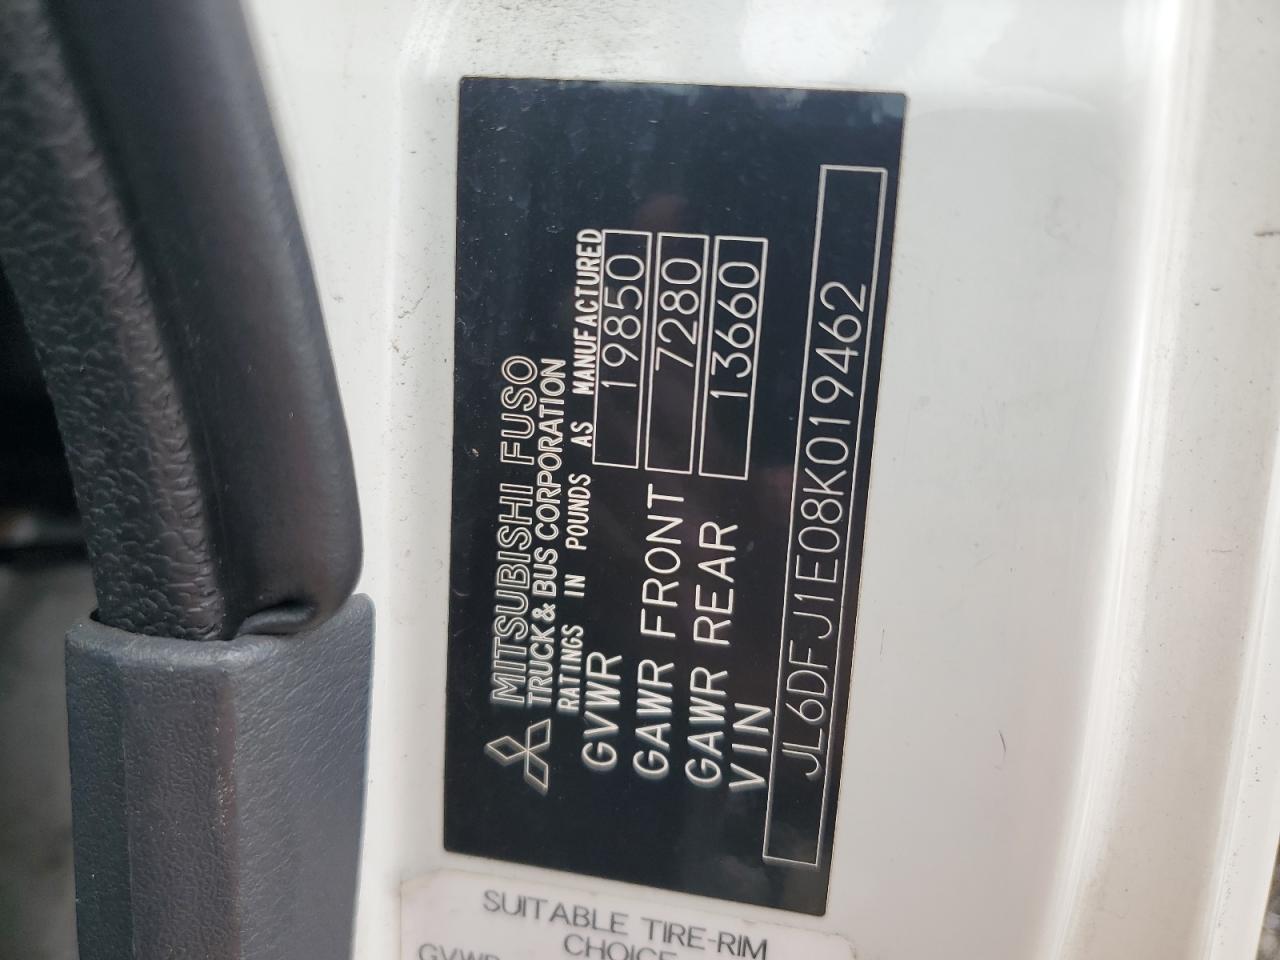 MITSUBISHI FUSO
TRUCK & BUS CORPORATION
RATINGS IN POUNDS AS MANUFACTURED
GVWR 19850
GAWR FRONT 7280
GAWR REAR 13660
VIN
JL6DFJ1E08K019462
SUITABLE TIRE-RIM
CHOICE
GVWR